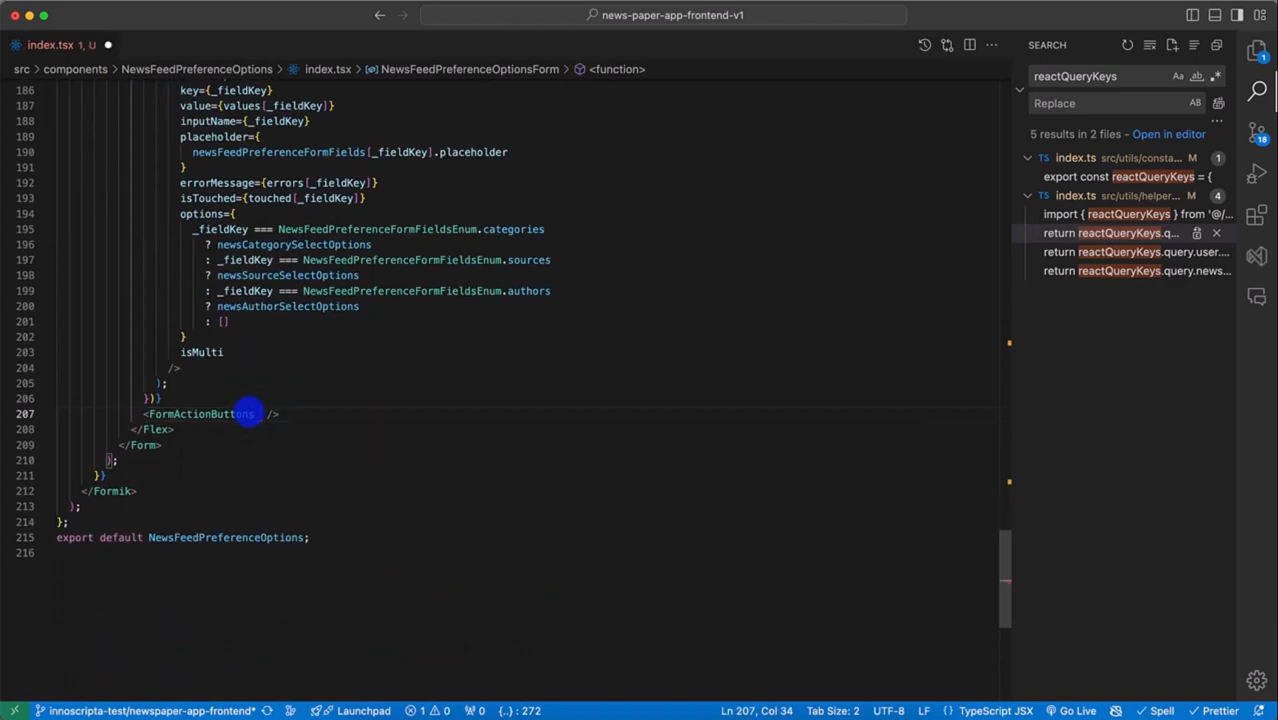 news-paper-app-frontend-v1
index.tsx 1, U
src > components > NewsFeedPreferenceOptions > index.tsx > NewsFeedPreferenceOptionsForm > <function>
186 key={_fieldKey}
187 value={values[_fieldKey]}
188 inputName={_fieldKey}
189 placeholder={
190 newsFeedPreferenceFormFields[_fieldKey].placeholder
191 }
192 errorMessage={errors[_fieldKey]}
193 isTouched={touched[_fieldKey]}
194 options={
195 _fieldKey === NewsFeedPreferenceFormFieldsEnum.categories
196 ? newsCategorySelectOptions
197 : _fieldKey === NewsFeedPreferenceFormFieldsEnum.sources
198 ? newsSourceSelectOptions
199 : _fieldKey === NewsFeedPreferenceFormFieldsEnum.authors
200 ? newsAuthorSelectOptions
201 : []
202 }
203 isMulti
204 />
205 );
206 })}
207 <FormActionButtons />
208 </Flex>
209 </Form>
210 );
211 }}
212 </Formik>
213 );
214 };
215 export default NewsFeedPreferenceOptions;
216
SEARCH
reactQueryKeys
Aa ab .*
Replace
AB
5 results in 2 files - Open in editor
TS index.ts src/utils/consta... M 1
export const reactQueryKeys = {
TS index.ts src/utils/helper... M 4
import { reactQueryKeys } from '@/...
return reactQueryKeys.q...
return reactQueryKeys.query.user....
return reactQueryKeys.query.news...
1
18
innoscripta-test/newspaper-app-frontend* Launchpad 1 0 0 {..} : 272 Ln 207, Col 34 Tab Size: 2 UTF-8 LF {} TypeScript JSX Go Live Spell Prettier